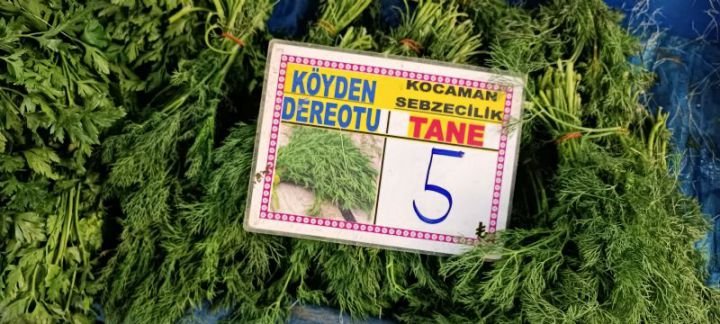 KÖYDEN
DEREOTU
KOCAMAN
SEBZECİLİK
TANE
5
₺